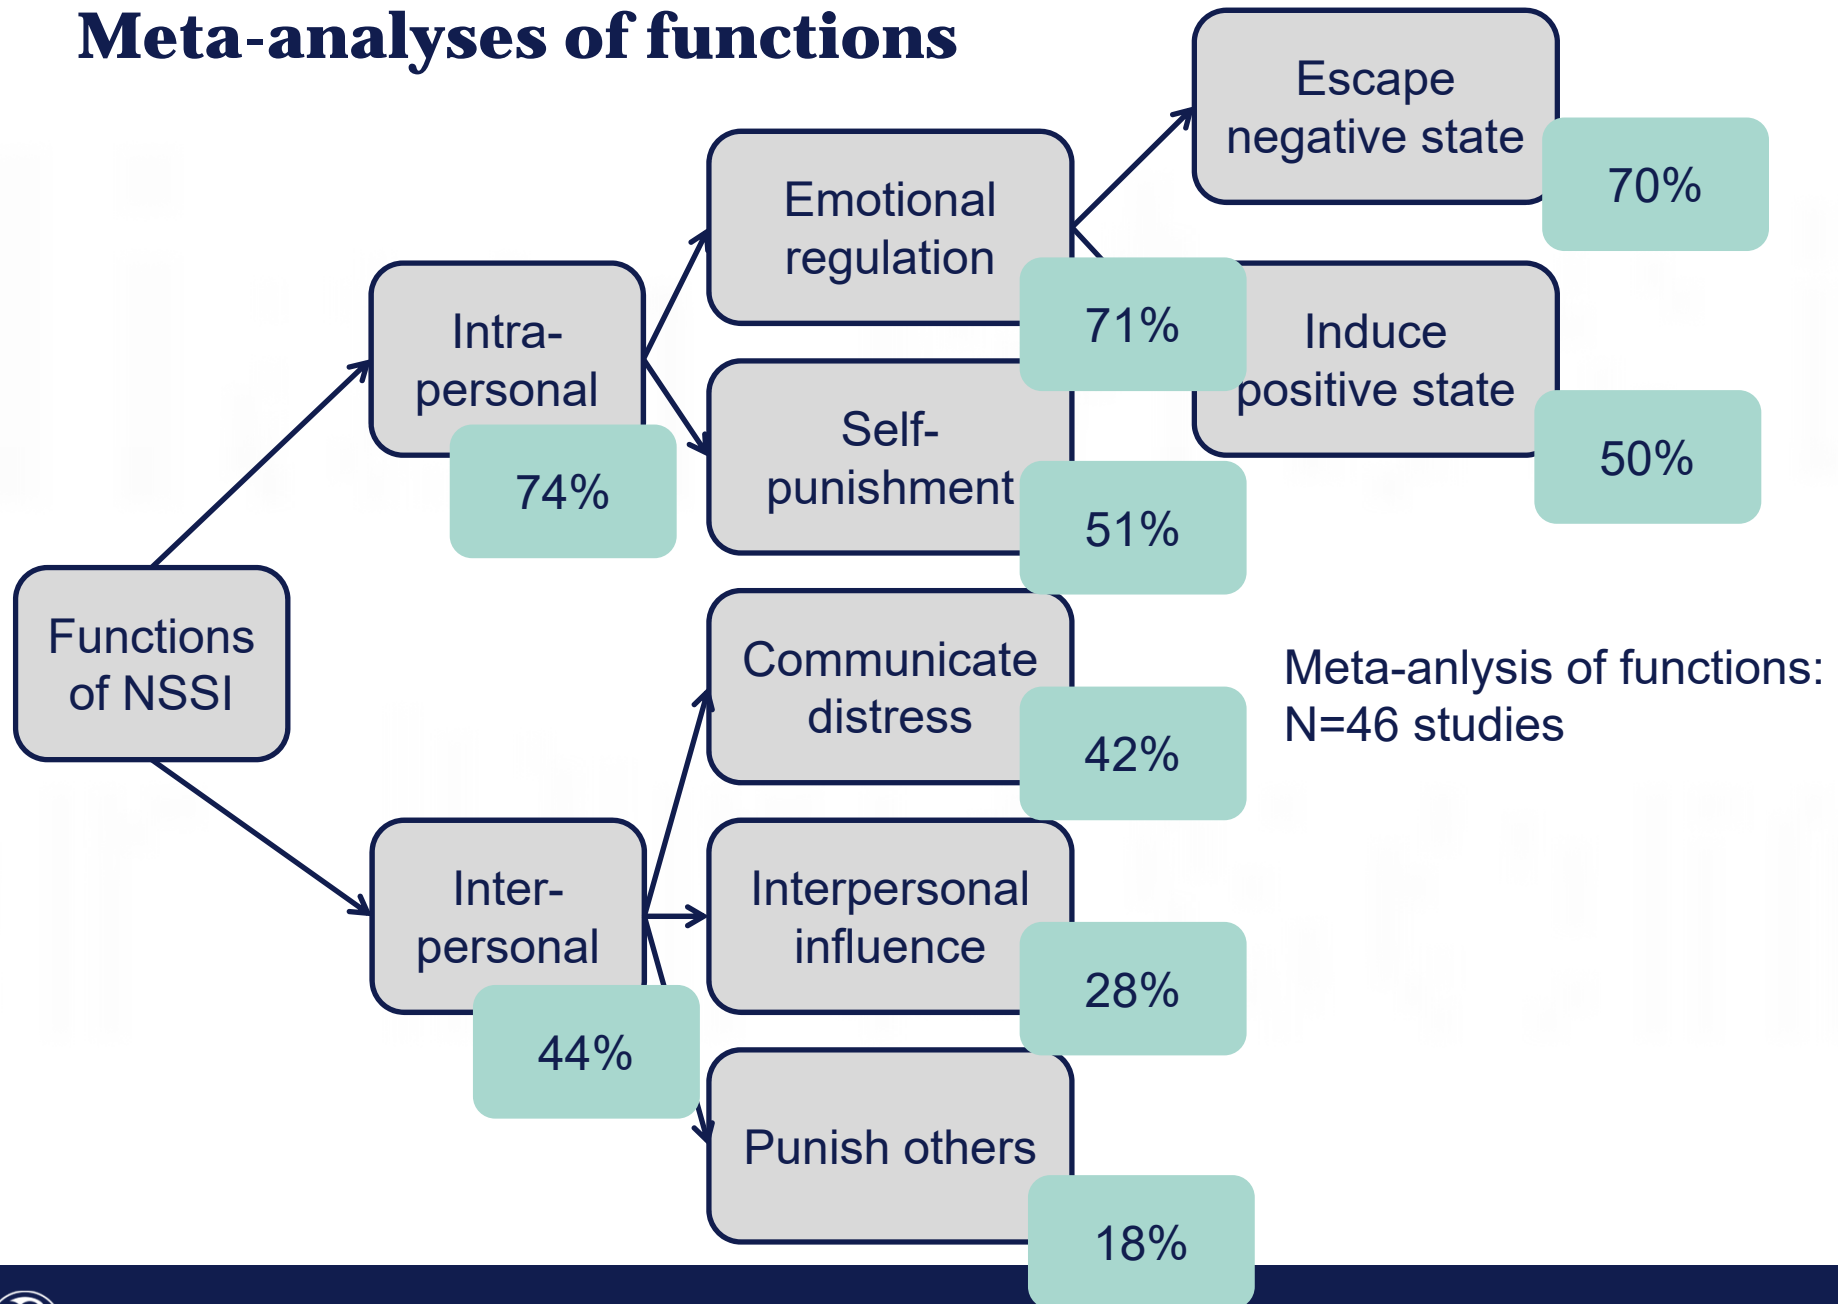 Meta-analyses of functions
Escape
negative state
70%
Emotional
regulation
71%
Induce
positive state
50%
Intra-
personal
74%
Self-
punishment
51%
Functions
of NSSI
Communicate
distress
42%
Meta-anlysis of functions:
N=46 studies
Inter-
personal
44%
Interpersonal
influence
28%
Punish others
18%